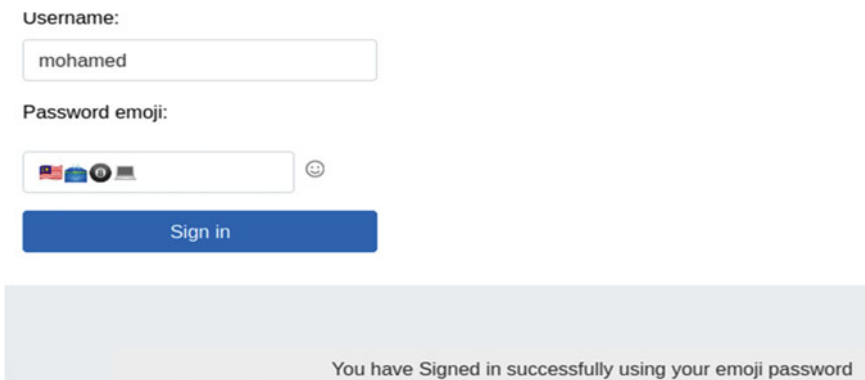 Username:
mohamed
Password emoji:
Sign in
You have Signed in successfully using your emoji password